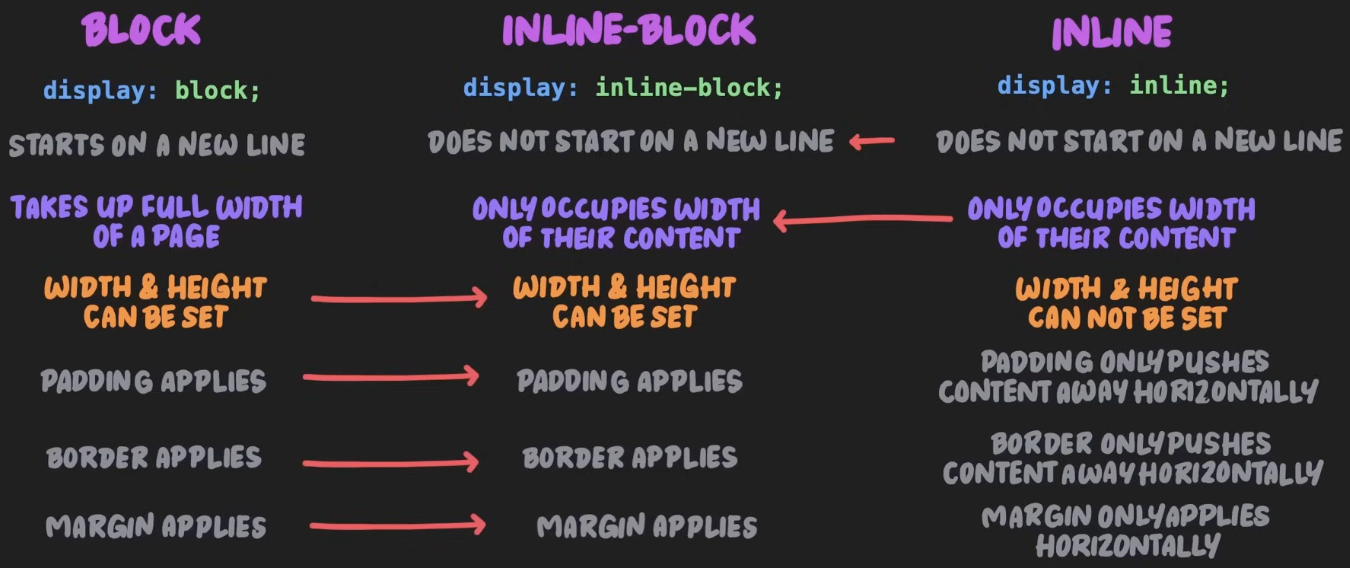 BLOCK
display: block;
STARTS ON A NEW LINE
TAKES UP FULL WIDTH
OF A PAGE
WIDTH & HEIGHT
CAN BE SET
PADDING APPLIES
BORDER APPLIES
MARGIN APPLIES
INLINE-BLOCK
display: inline-block;
DOES NOT START ON A NEW LINE
ONLY OCCUPIES WIDTH
OF THEIR CONTENT
WIDTH & HEIGHT
CAN BE SET
PADDING APPLIES
BORDER APPLIES
MARGIN APPLIES
INLINE
display: inline;
DOES NOT START ON A NEW LINE
ONLY OCCUPIES WIDTH
OF THEIR CONTENT
WIDTH & HEIGHT
CAN NOT BE SET
PADDING ONLY PUSHES
CONTENT AWAY HORIZONTALLY
BORDER ONLY PUSHES
CONTENT AWAY HORIZONTALLY
MARGIN ONLY APPLIES
HORIZONTALLY